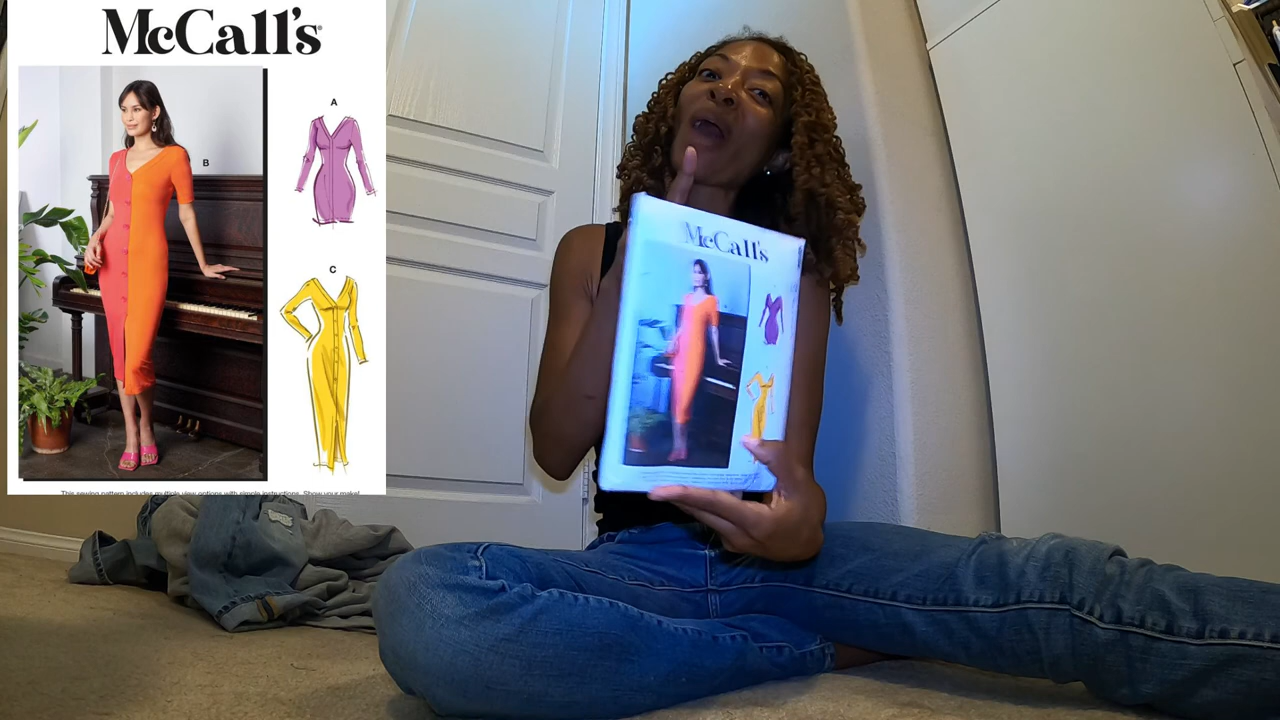 McCall's®
A
B
C
This sewing pattern includes multiple view options with simple instructions. Show your make!
McCall's